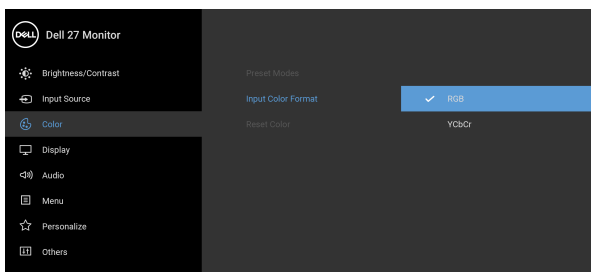 DELL Dell 27 Monitor
Brightness/Contrast
Preset Modes
Input Source
Input Color Format
RGB
Color
Reset Color
YCbCr
Display
Audio
Menu
Personalize
Others